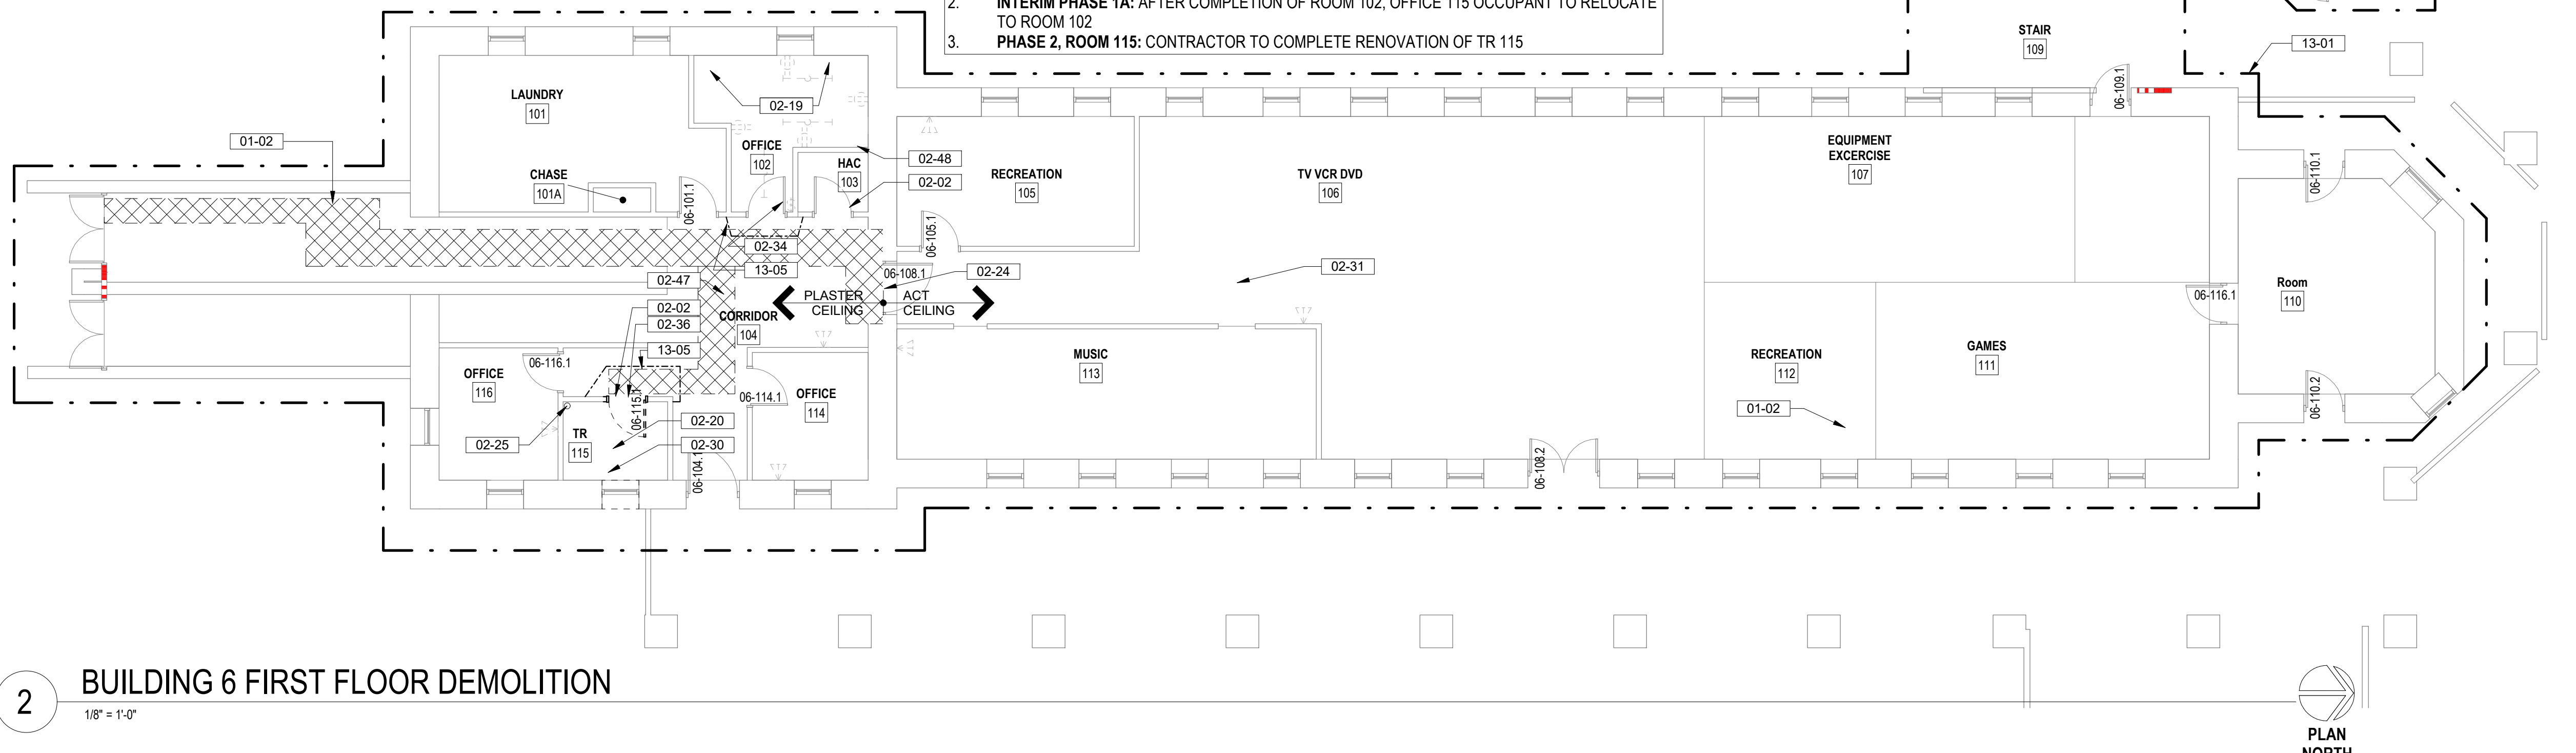 2. INTERIM PHASE 1A: AFTER COMPLETION OF ROOM 102, OFFICE 115 OCCUPANT TO RELOCATE
TO ROOM 102
3. PHASE 2, ROOM 115: CONTRACTOR TO COMPLETE RENOVATION OF TR 115
STAIR
109
13-01
06-109.1
LAUNDRY
101
02-19
01-02
OFFICE
102
HAC
103
02-48
02-02
CHASE
101A
06-101.1
RECREATION
105
TV VCR DVD
106
EQUIPMENT
EXCERCISE
107
06-110.1
02-34
13-05
06-105.1
06-108.1
02-24
02-31
02-47
PLASTER
CEILING
ACT
CEILING
06-116.1
Room
110
02-02
02-36
CORRIDOR
104
13-05
06-116.1
OFFICE
116
MUSIC
113
RECREATION
112
GAMES
111
06-115.1
06-114.1
OFFICE
114
01-02
06-110.2
02-25
TR
115
02-20
02-30
06-104.1
06-108.2
2
BUILDING 6 FIRST FLOOR DEMOLITION
1/8" = 1'-0"
PLAN
NORTH